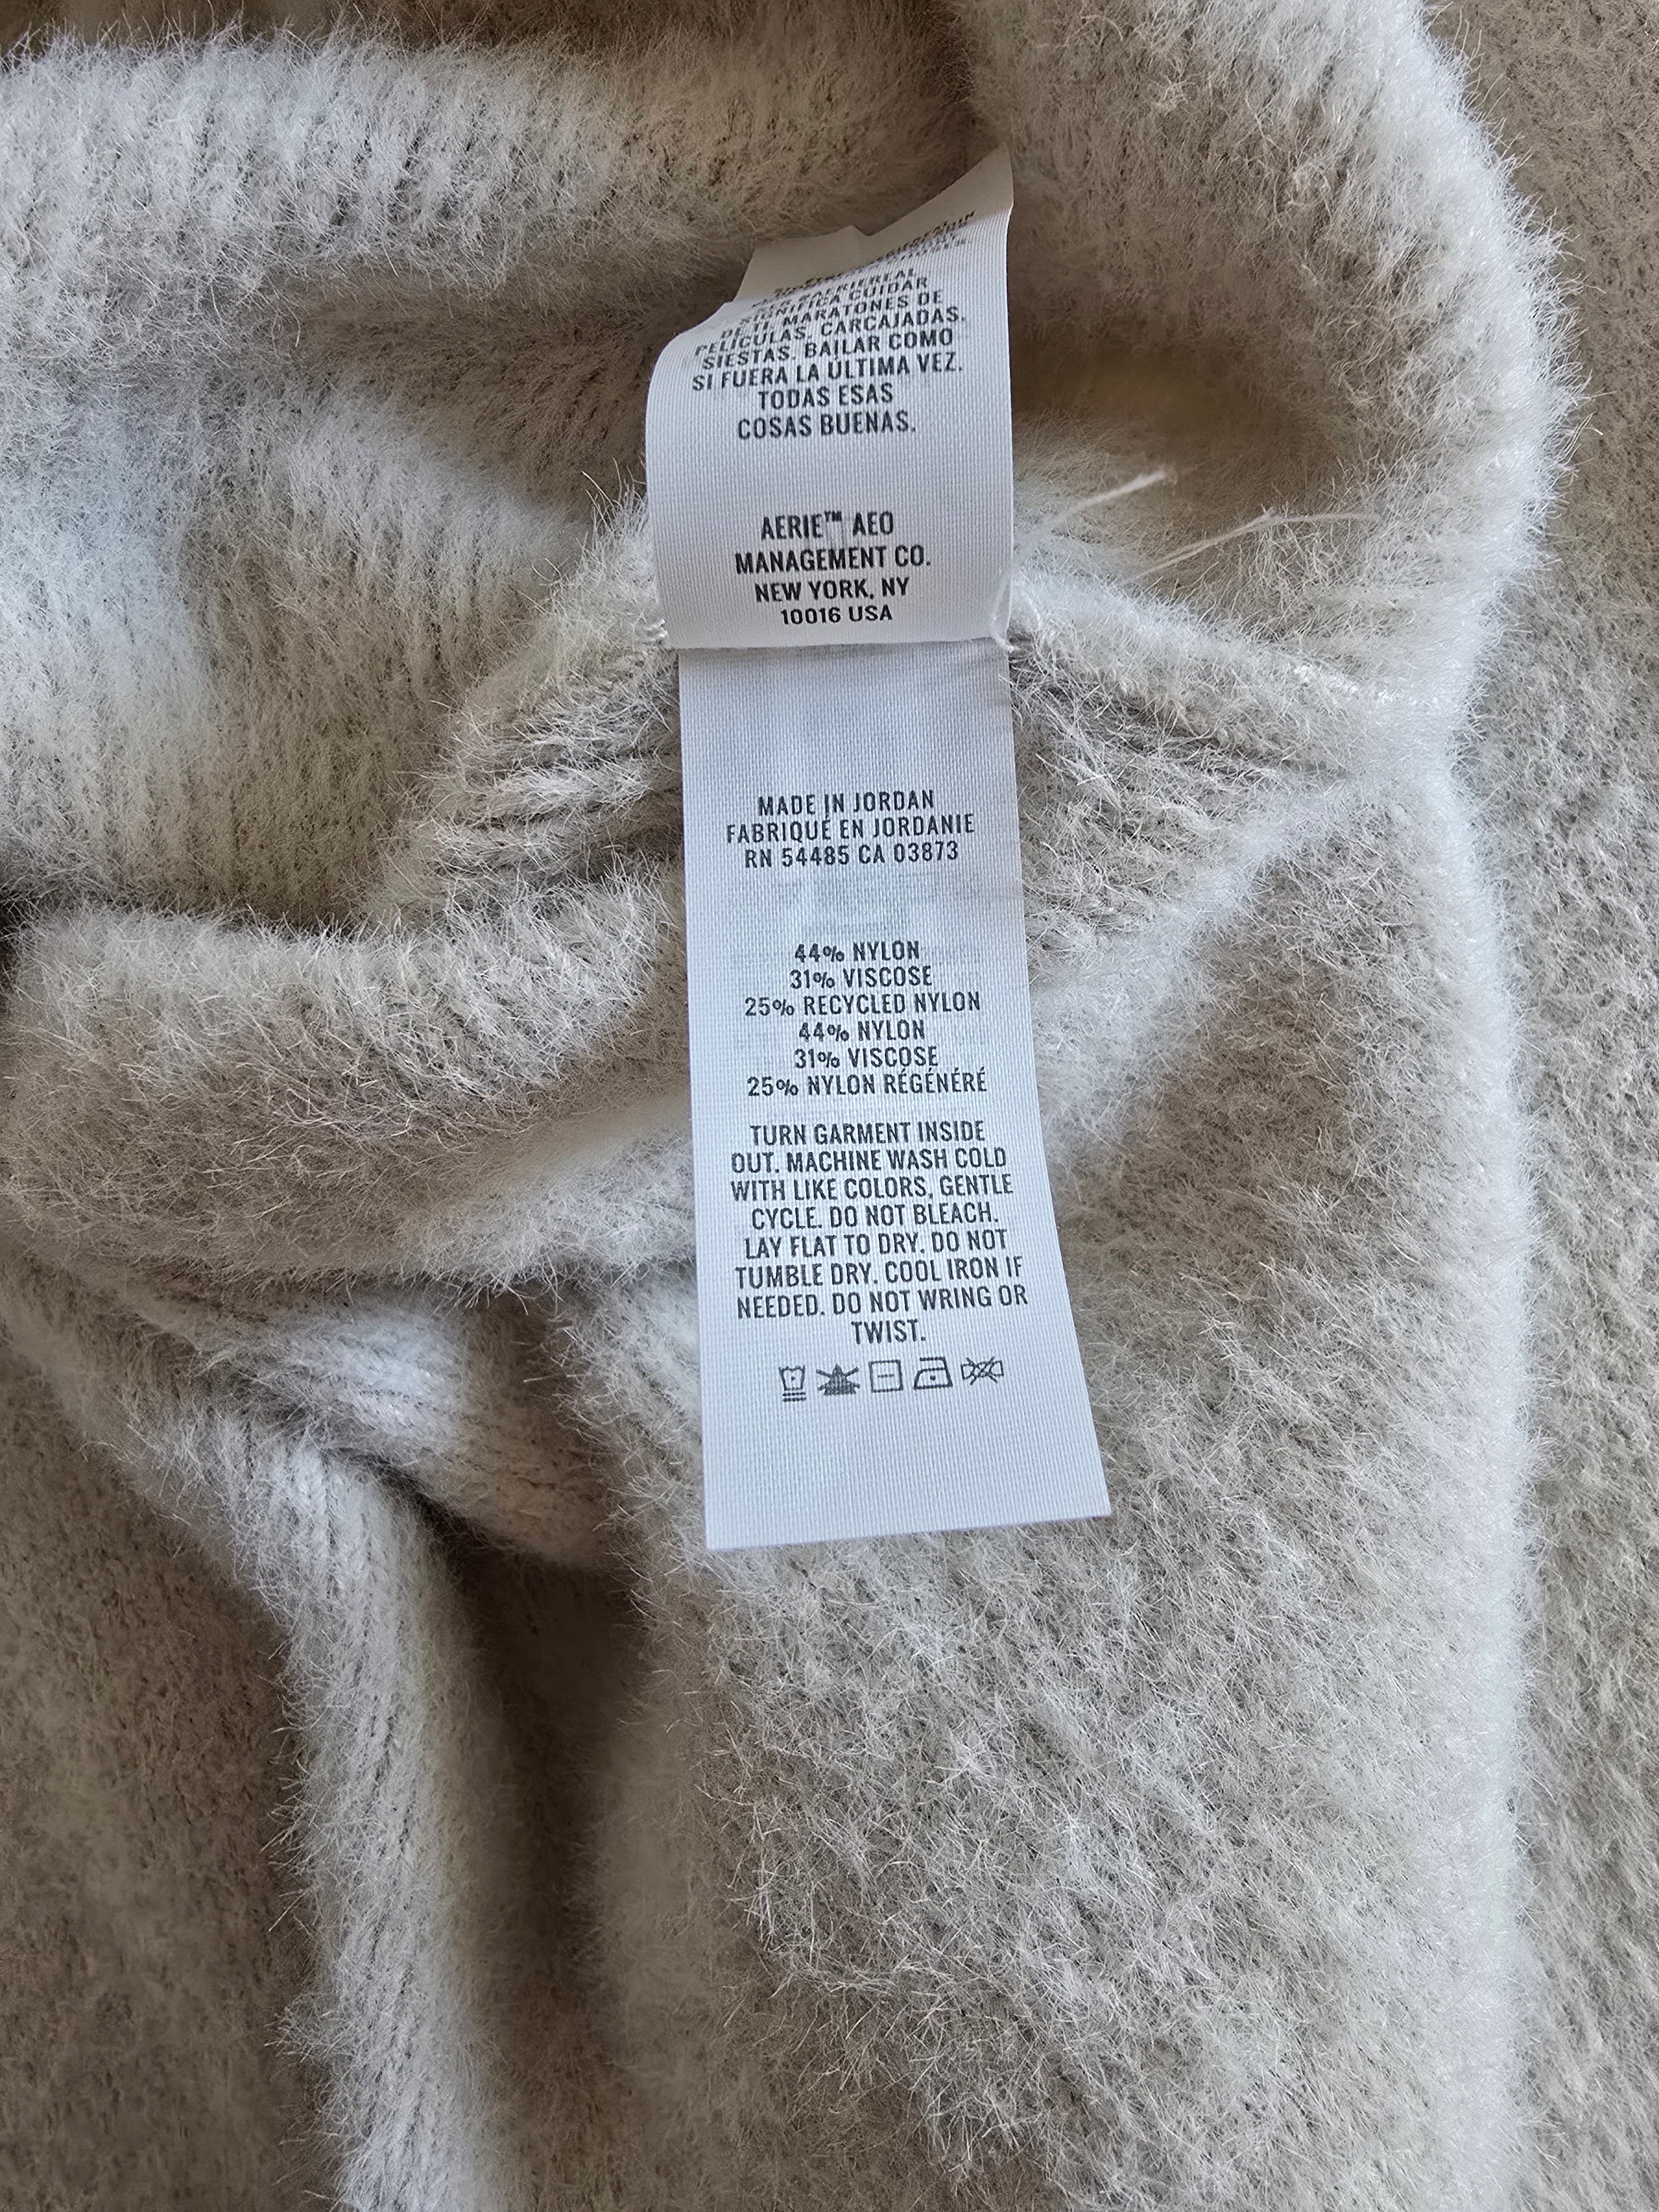 SIGNIFICA CUIDAR
DE TI. MARATONES DE
PELÍCULAS. CARCAJADAS.
SIESTAS. BAILAR COMO
SI FUERA LA ÚLTIMA VEZ.
TODAS ESAS
COSAS BUENAS.
AERIE™ AEO
MANAGEMENT CO.
NEW YORK, NY
10016 USA
MADE IN JORDAN
FABRIQUÉ EN JORDANIE
RN 54485 CA 03873
44% NYLON
31% VISCOSE
25% RECYCLED NYLON
44% NYLON
31% VISCOSE
25% NYLON RÉGÉNÉRÉ
TURN GARMENT INSIDE
OUT. MACHINE WASH COLD
WITH LIKE COLORS, GENTLE
CYCLE. DO NOT BLEACH.
LAY FLAT TO DRY. DO NOT
TUMBLE DRY. COOL IRON IF
NEEDED. DO NOT WRING OR
TWIST.